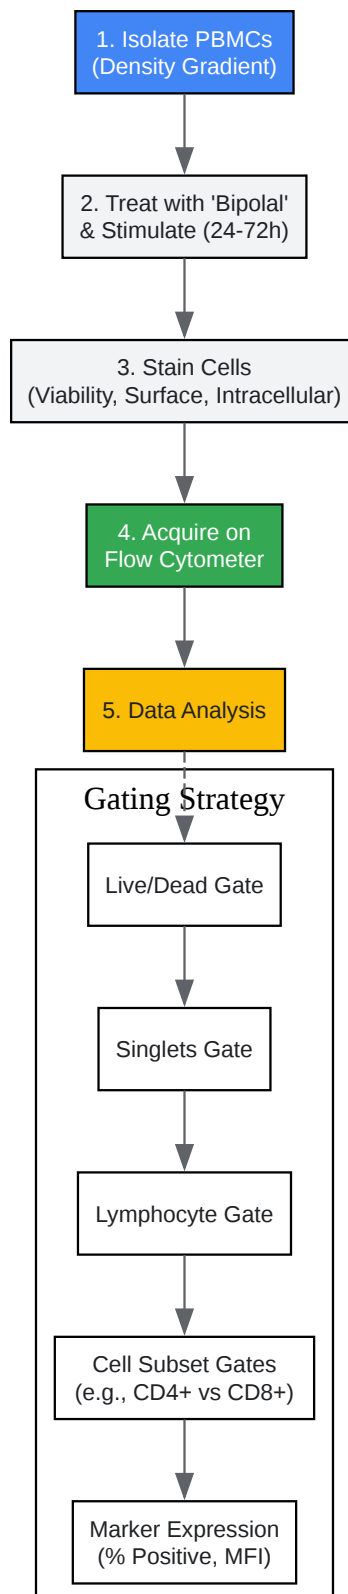 1. Isolate PBMCs
(Density Gradient)
2. Treat with 'Bipolal'
& Stimulate (24-72h)
3. Stain Cells
(Viability, Surface, Intracellular)
4. Acquire on
Flow Cytometer
5. Data Analysis
Gating Strategy
Live/Dead Gate
Singlets Gate
Lymphocyte Gate
Cell Subset Gates
(e.g., CD4+ vs CD8+)
Marker Expression
(% Positive, MFI)